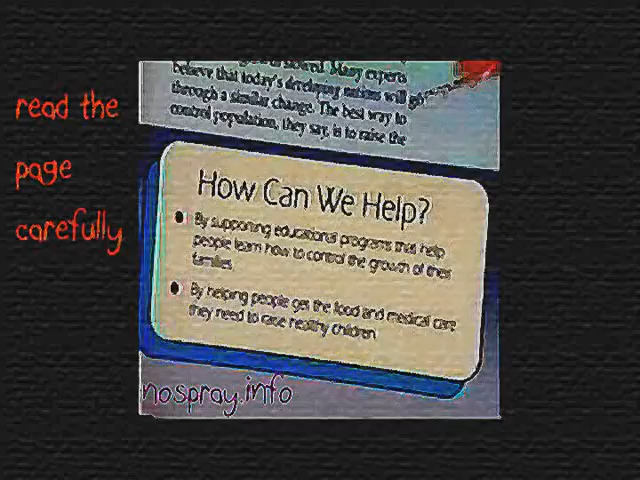 read the
page
carefully
believe that today's developing nations will go
through a similar change. The best way to
control population, they say, is to raise the
How Can We Help?
By supporting educational programs that help
people learn how to control the growth of their
families.
By helping people get the food and medical care
they need to raise healthy children.
nospray.info